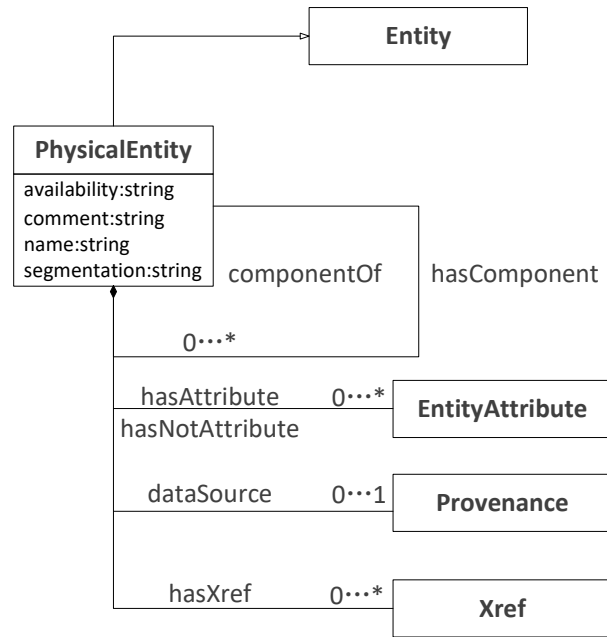 Entity
PhysicalEntity
availability:string
comment:string
name:string
segmentation:string
componentOf
hasComponent
0⋯*
hasAttribute 0⋯* EntityAttribute
hasNotAttribute
dataSource 0⋯1 Provenance
hasXref 0⋯* Xref